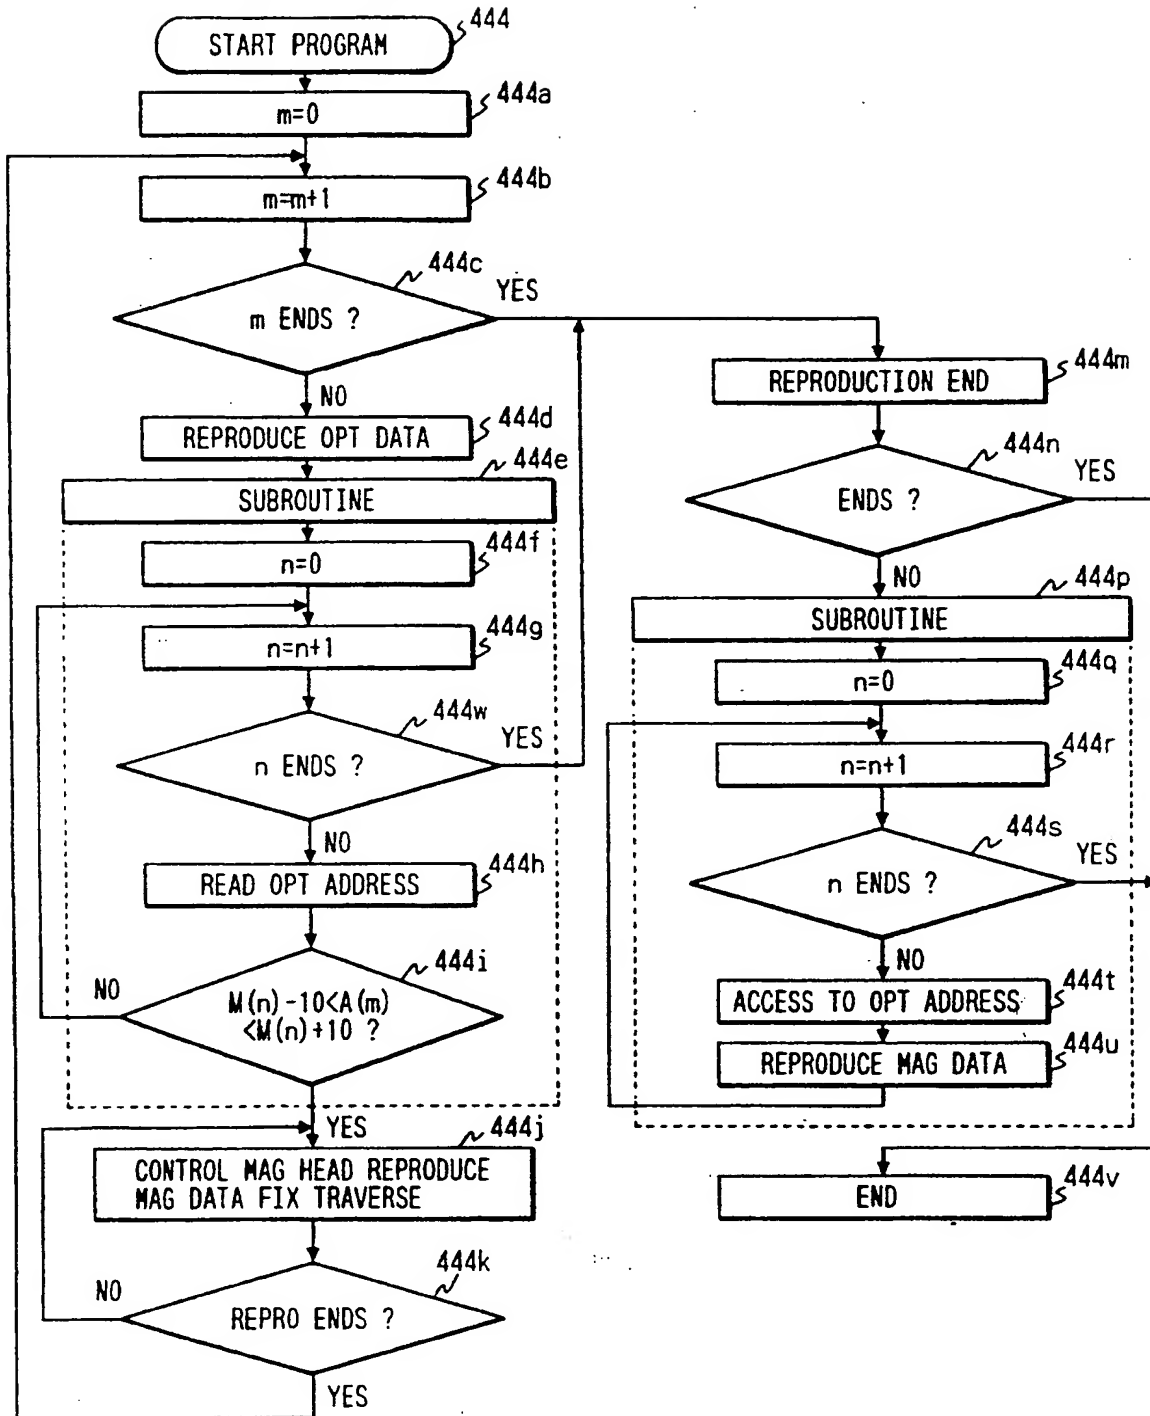 START PROGRAM
444
m=0
444a
m=m+1
444b
m ENDS ?
444c
YES
NO
REPRODUCE OPT DATA
444d
SUBROUTINE
444e
n=0
444f
n=n+1
444g
n ENDS ?
444w
YES
NO
READ OPT ADDRESS
444h
M(n)-10<A(m)
<M(n)+10 ?
444i
NO
YES
CONTROL MAG HEAD REPRODUCE
MAG DATA FIX TRAVERSE
444j
REPRO ENDS ?
444k
NO
YES
REPRODUCTION END
444m
ENDS ?
444n
YES
NO
SUBROUTINE
444p
n=0
444q
n=n+1
444r
n ENDS ?
444s
YES
NO
ACCESS TO OPT ADDRESS
444t
REPRODUCE MAG DATA
444u
END
444v